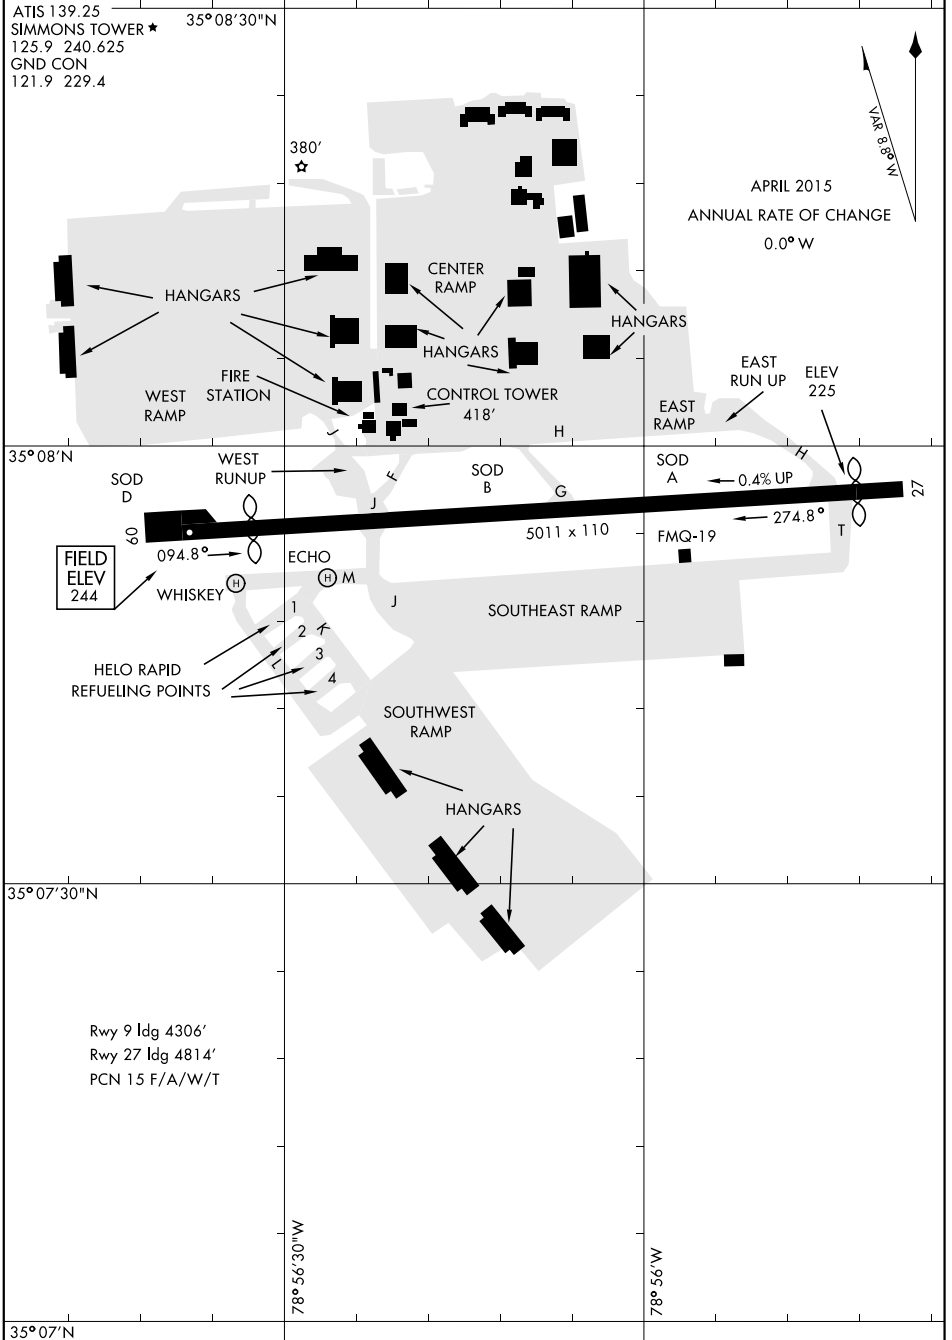 ATIS 139.25
SIMMONS TOWER★
125.9 240.625
GND CON
121.9 229.4
35°08'30"N
380'
VAR 8.8° W
APRIL 2015
ANNUAL RATE OF CHANGE
0.0° W
HANGARS
CENTER
RAMP
HANGARS
HANGARS
WEST
RAMP
FIRE
STATION
CONTROL TOWER
418'
EAST
RUN UP
ELEV
225
EAST
RAMP
J
H
H
35°08'N
WEST
RUNUP
SOD
D
F
SOD
B
SOD
A
0.4% UP
J
G
27
09
5011 x 110
274.8°
T
094.8°
ECHO
FMQ-19
FIELD
ELEV
244
WHISKEY
H
H M
J
SOUTHEAST RAMP
1
2
K
3
L
4
HELO RAPID
REFUELING POINTS
SOUTHWEST
RAMP
HANGARS
35°07'30"N
Rwy 9 ldg 4306'
Rwy 27 ldg 4814'
PCN 15 F/A/W/T
78°56'30"W
78°56'W
35°07'N